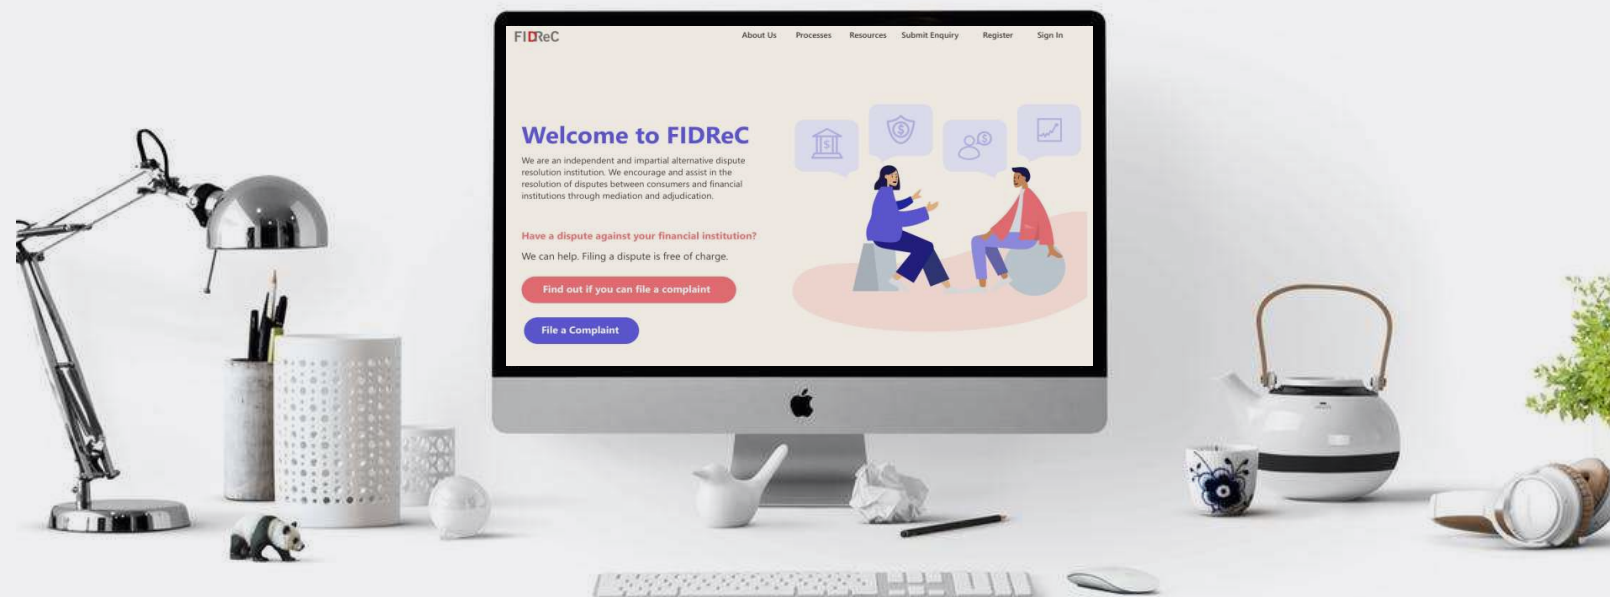 FIDReC
About Us Processes Resources Submit Enquiry Register Sign In
Welcome to FIDReC
We are an independent and impartial alternative dispute
resolution institution. We encourage and assist in the
resolution of disputes between consumers and financial
institutions through mediation and adjudication.
Have a dispute against your financial institution?
We can help. Filing a dispute is free of charge.
Find out if you can file a complaint
File a Complaint